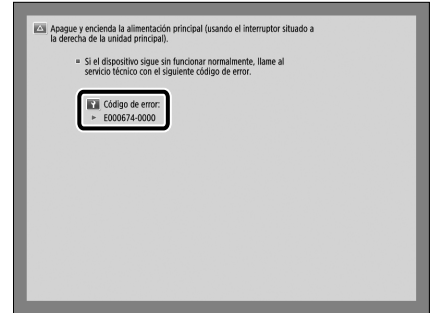 Apague y encienda la alimentación principal (usando el interruptor situado a
la derecha de la unidad principal).
Si el dispositivo sigue sin funcionar normalmente, llame al
servicio técnico con el siguiente código de error.
Código de error:
E000674-0000